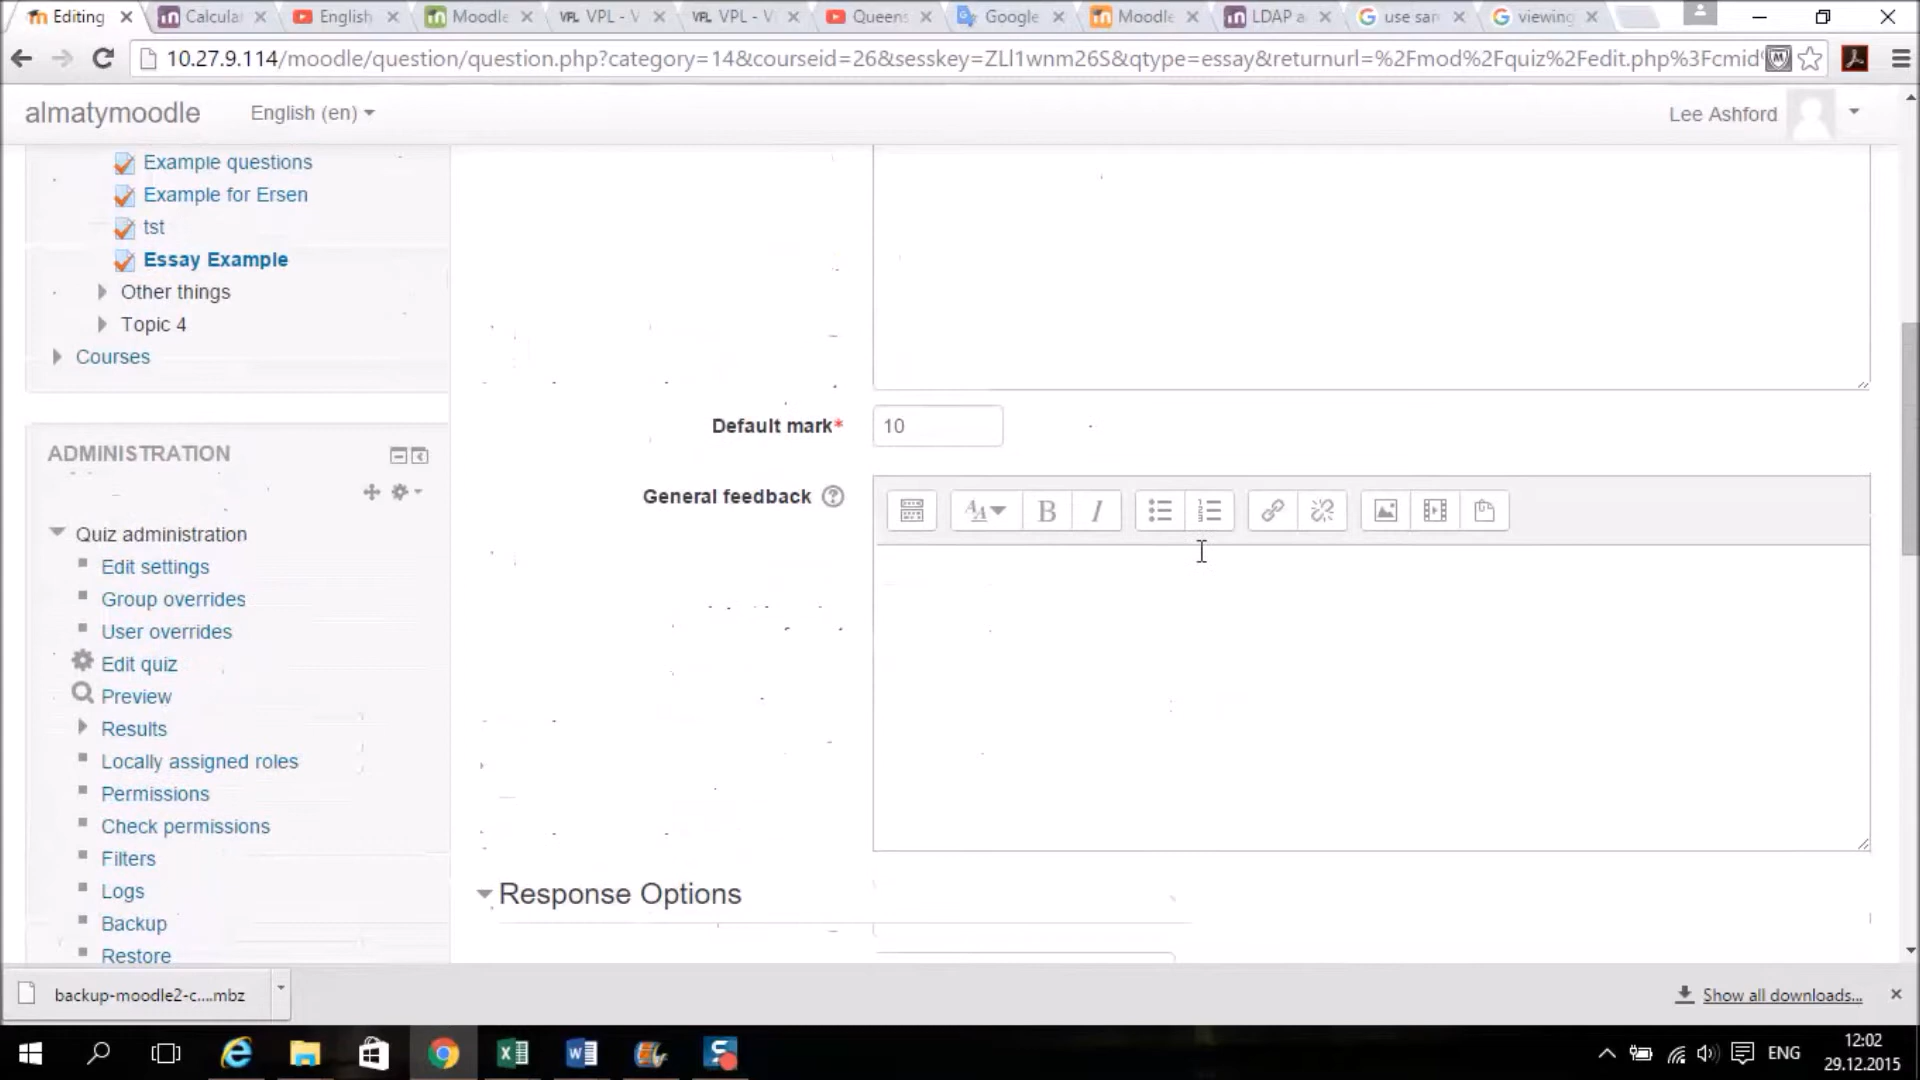 Editing
Calcula
English
Moodle
VPL - V
VPL - V
Queens
Google
Moodle
LDAP a
use san
viewing
10.27.9.114/moodle/question/question.php?category=14&courseid=26&sesskey=ZLl1wnm26S&qtype=essay&returnurl=%2Fmod%2Fquiz%2Fedit.php%3Fcmid
almatymoodle
English (en)
Lee Ashford
Example questions
Example for Ersen
tst
Essay Example
Other things
Topic 4
Courses
Default mark*
10
General feedback
ADMINISTRATION
Quiz administration
Edit settings
Group overrides
User overrides
Edit quiz
Preview
Results
Locally assigned roles
Permissions
Check permissions
Filters
Logs
Backup
Restore
Response Options
backup-moodle2-c....mbz
Show all downloads...
ENG
12:02
29.12.2015